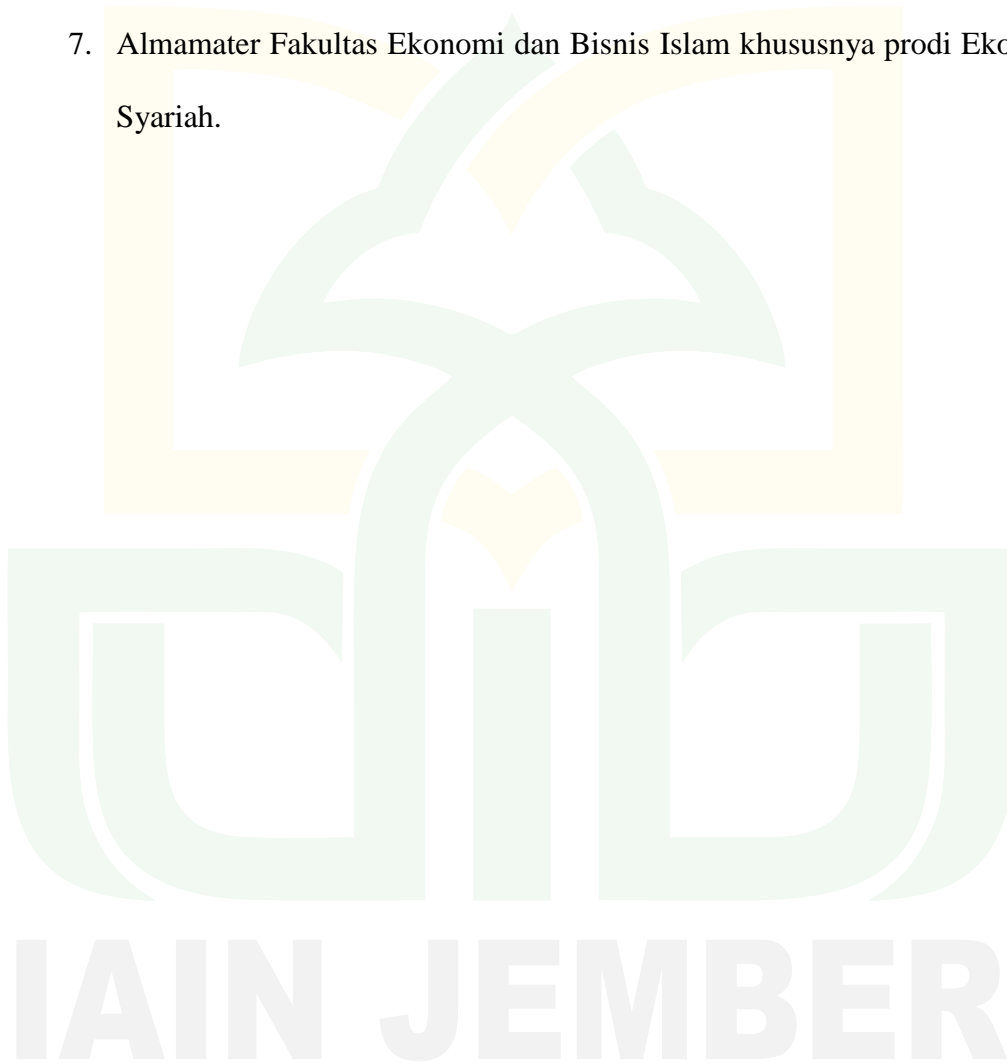 7. Almamater Fakultas Ekonomi dan Bisnis Islam khususnya prodi Eko
Syariah.
IAIN JEMBER